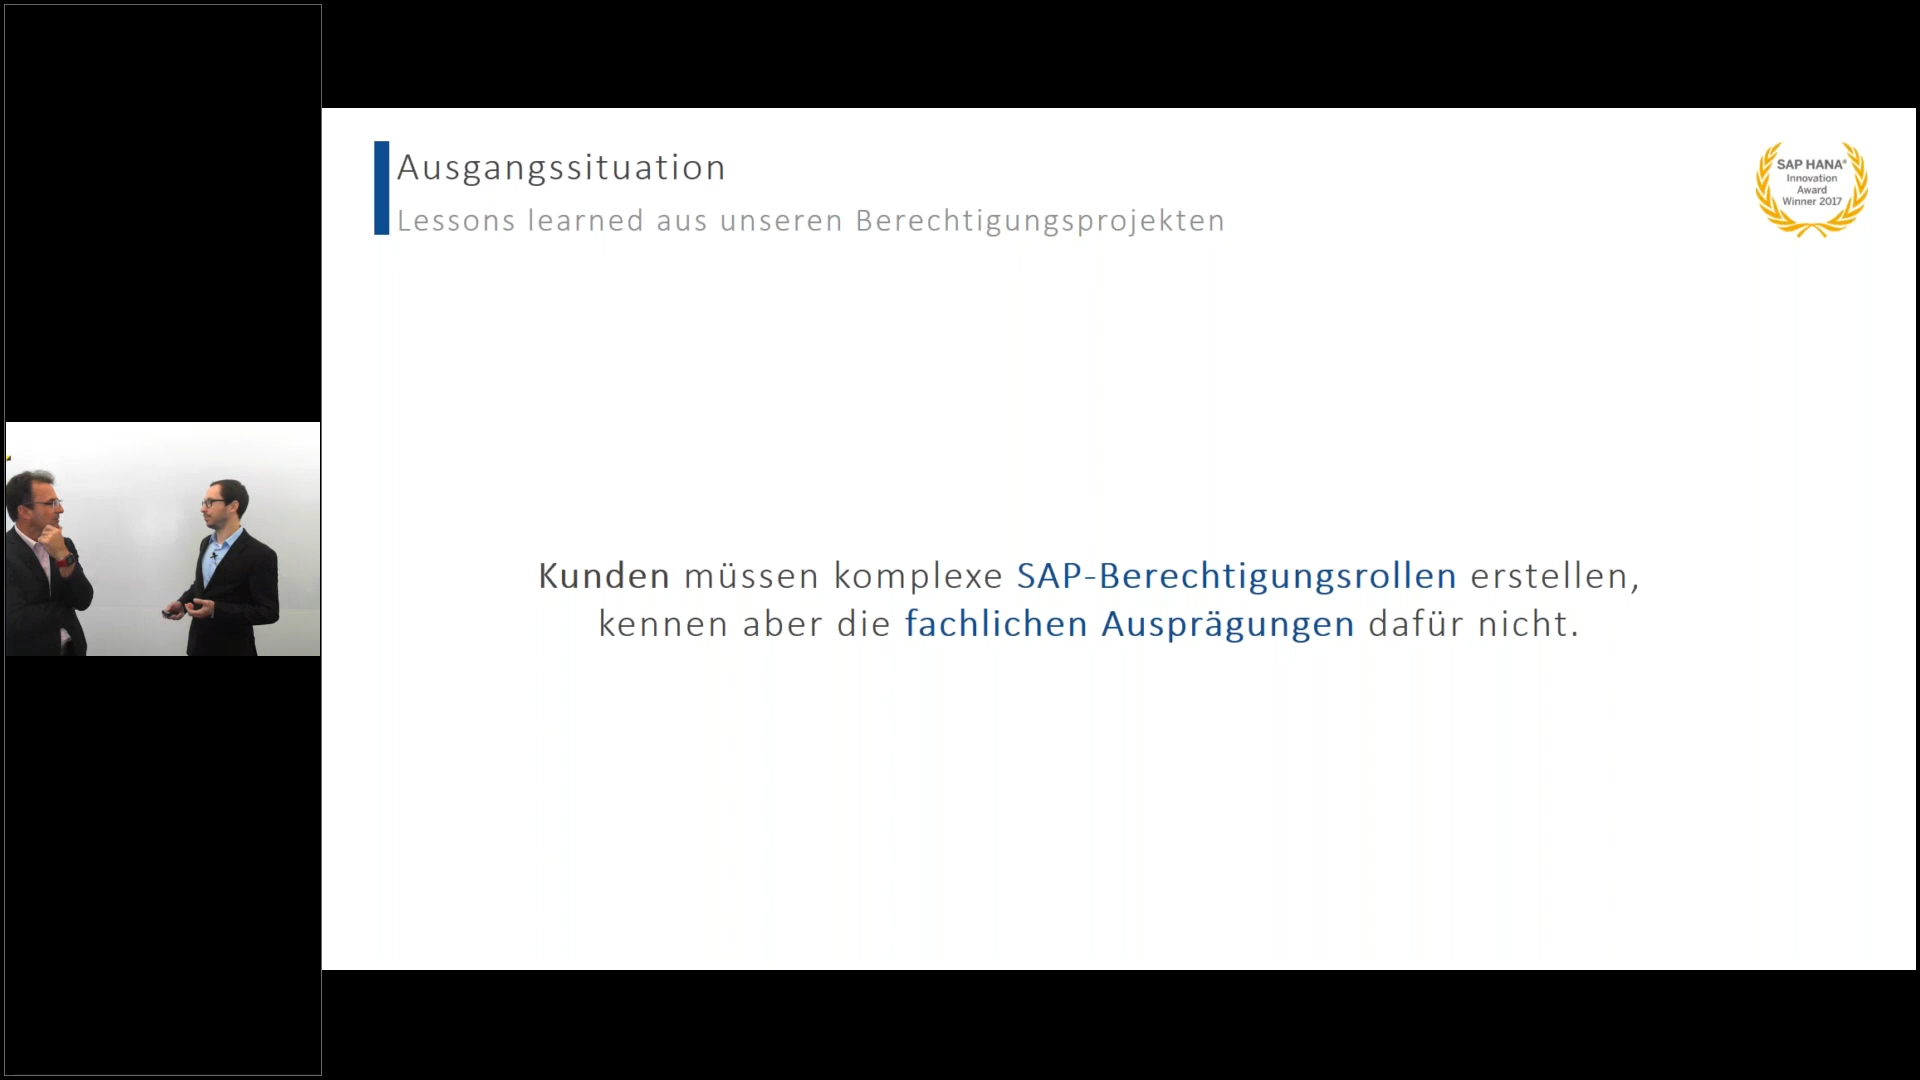 Ausgangssituation
Lessons learned aus unseren Berechtigungsprojekten
SAP HANA®
Innovation
Award
Winner 2017
Kunden müssen komplexe SAP-Berechtigungsrollen erstellen,
kennen aber die fachlichen Ausprägungen dafür nicht.